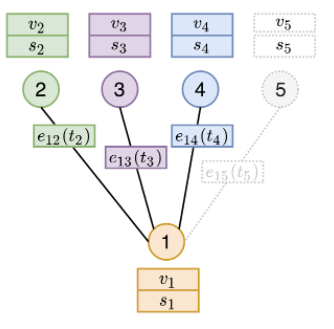 v₂ v₃ v₄ v₅
s₂ s₃ s₄ s₅
2 3 4 5
e₁₂(t₂) e₁₃(t₃) e₁₄(t₄) e₁₅(t₅)
1
v₁
s₁